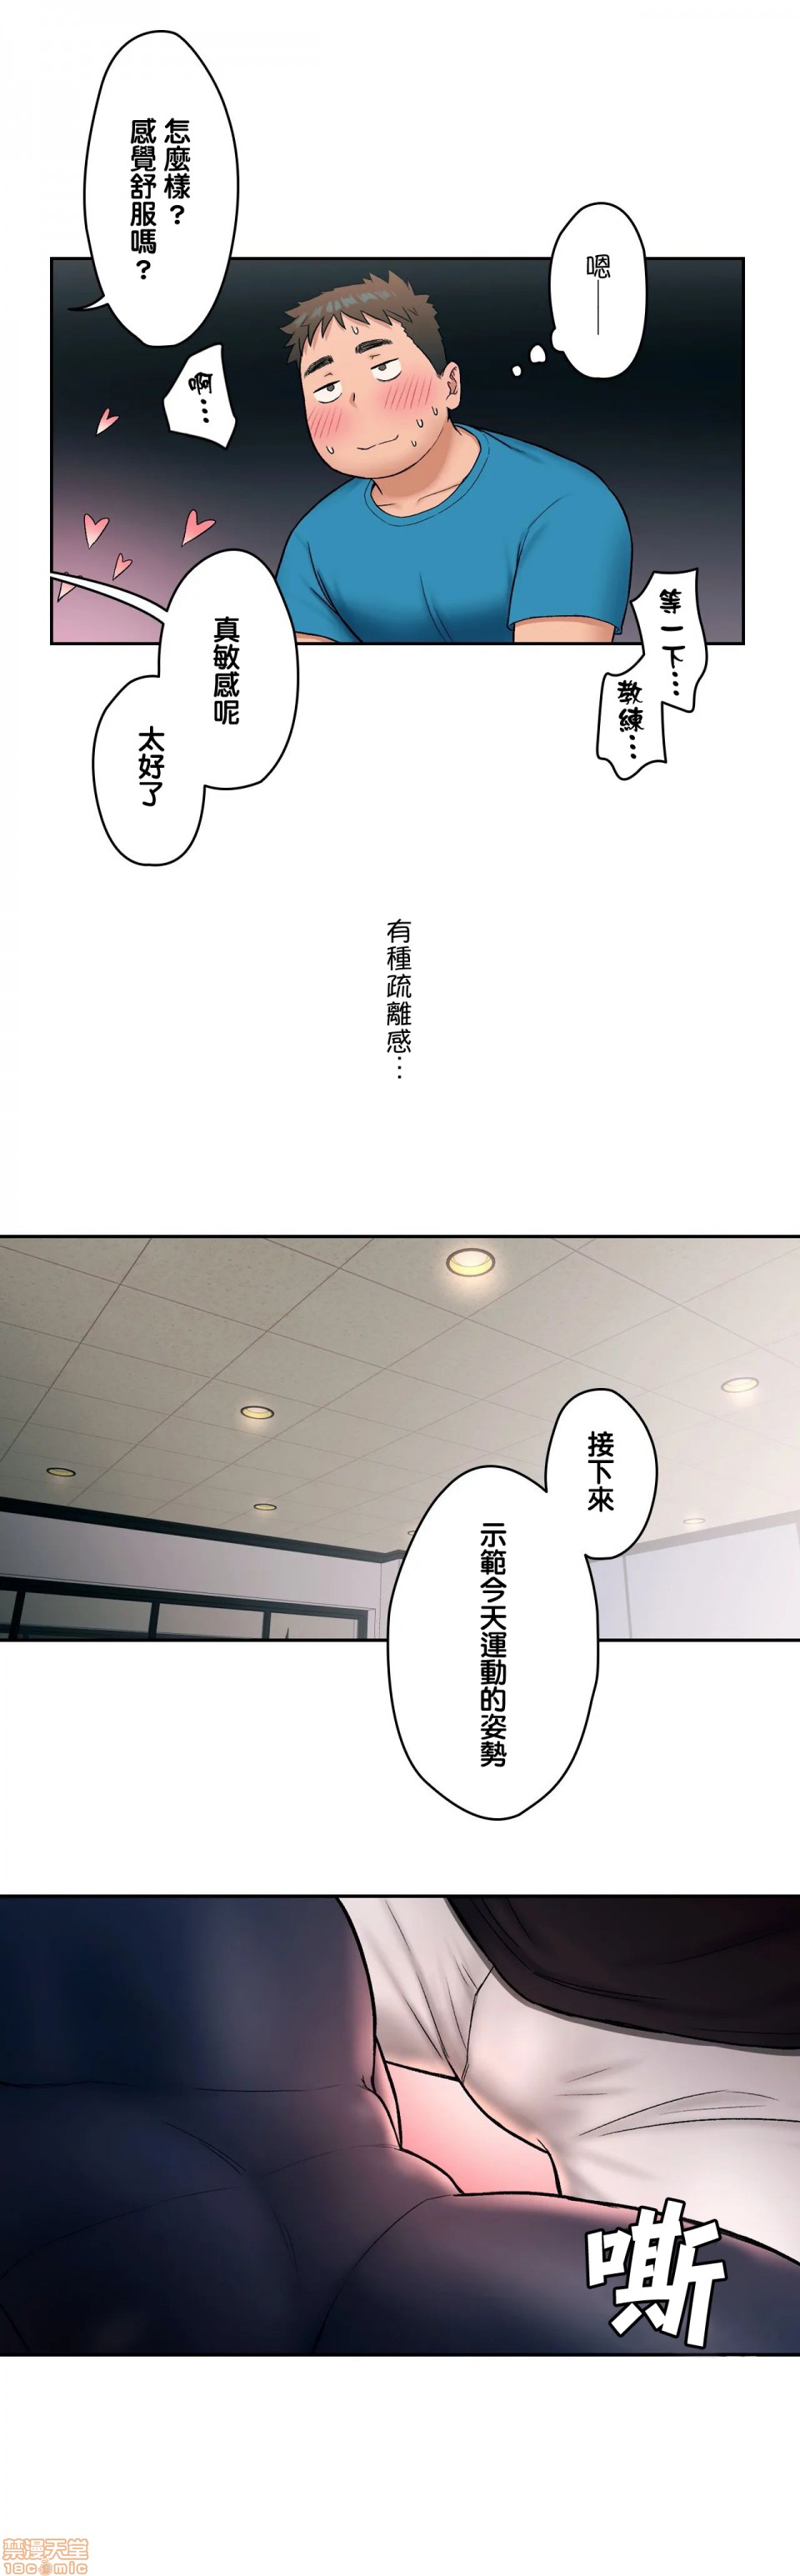 怎麼樣？
感覺舒服嗎？
嗯——
啊…
真敏感呢
太好了
等一下…
教練…
有種疏離感…
接下來
示範今天運動的姿勢
嘶
禁漫天堂
18comic